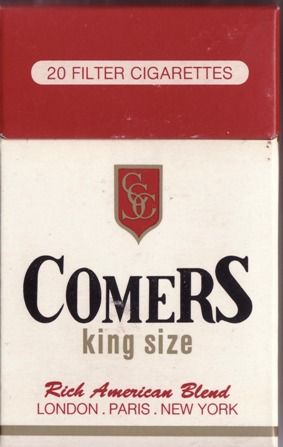 20 FILTER CIGARETTES
COMERS
king size
Rich American Blend
LONDON . PARIS . NEW YORK